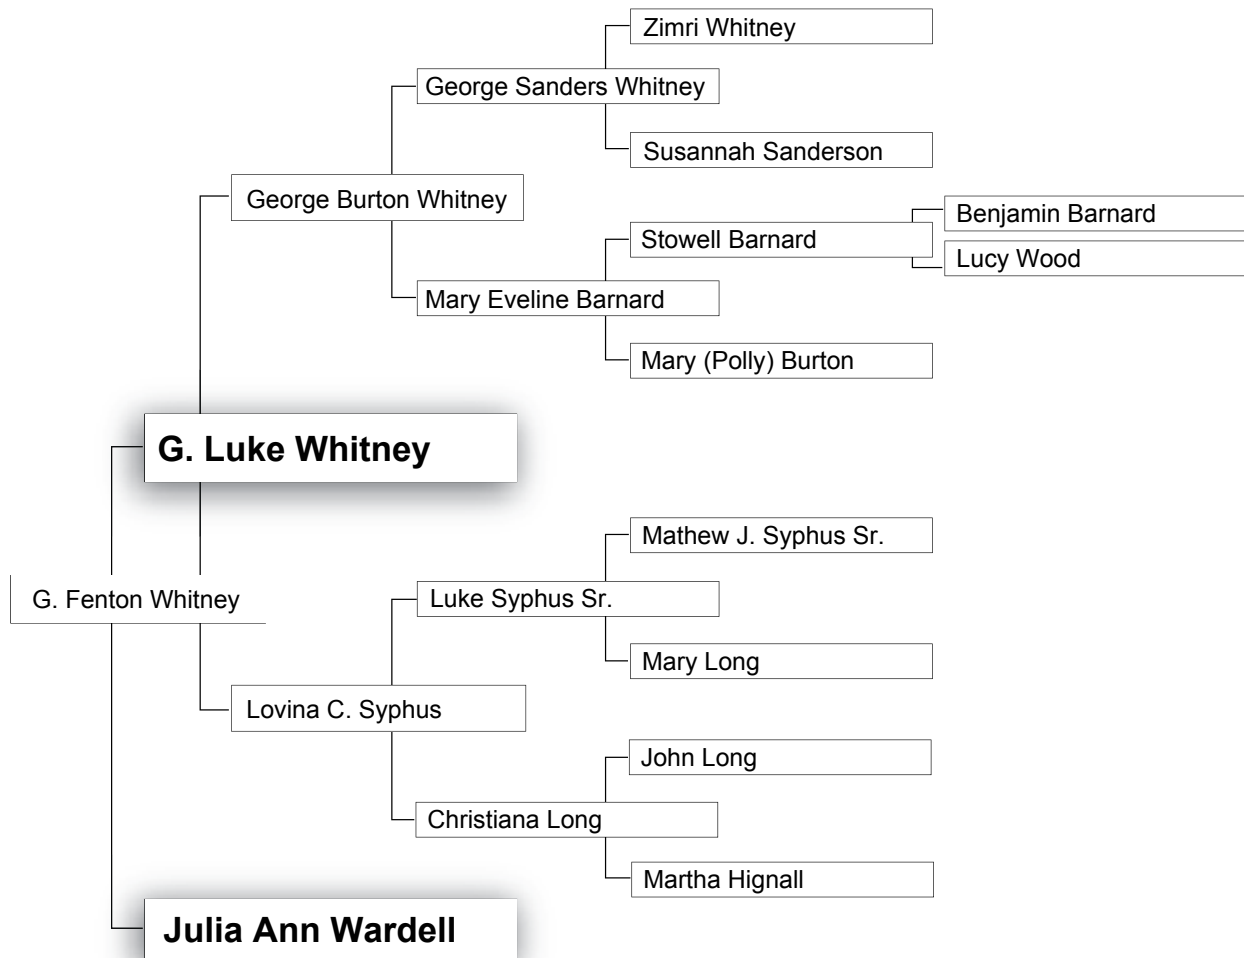 Zimri Whitney
George Sanders Whitney
Susannah Sanderson
George Burton Whitney
Benjamin Barnard
Stowell Barnard
Lucy Wood
Mary Eveline Barnard
Mary (Polly) Burton
G. Luke Whitney
Mathew J. Syphus Sr.
Luke Syphus Sr.
G. Fenton Whitney
Mary Long
Lovina C. Syphus
John Long
Christiana Long
Martha Hignall
Julia Ann Wardell